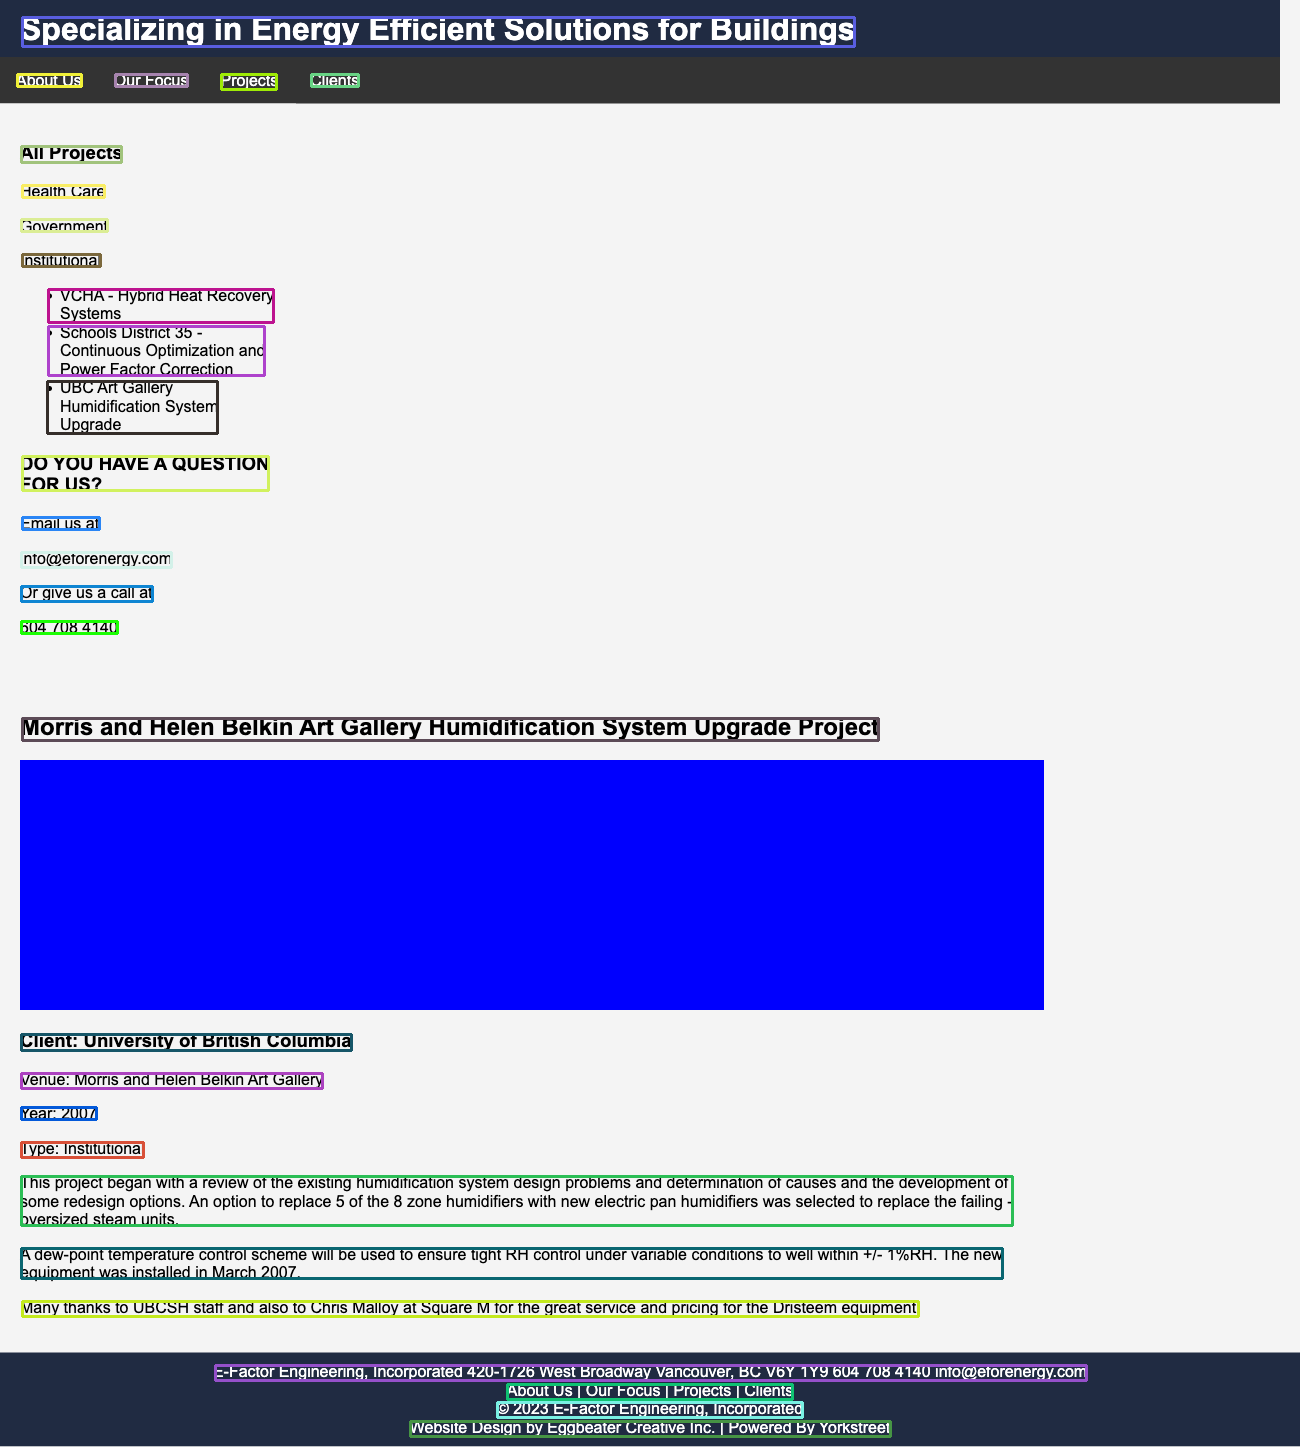 Specializing in Energy Efficient Solutions for Buildings
About Us
Our Focus
Projects
Clients
All Projects
Health Care
Government
Institutional
• VCHA - Hybrid Heat Recovery
Systems
• Schools District 35 -
Continuous Optimization and
Power Factor Correction
• UBC Art Gallery
Humidification System
Upgrade
DO YOU HAVE A QUESTION
FOR US?
Email us at
info@eforenergy.com
Or give us a call at
604 708 4140
Morris and Helen Belkin Art Gallery Humidification System Upgrade Project
Client: University of British Columbia
Venue: Morris and Helen Belkin Art Gallery
Year: 2007
Type: Institutional
This project began with a review of the existing humidification system design problems and determination of causes and the development of
some redesign options. An option to replace 5 of the 8 zone humidifiers with new electric pan humidifiers was selected to replace the failing -
oversized steam units.
A dew-point temperature control scheme will be used to ensure tight RH control under variable conditions to well within +/- 1%RH. The new
equipment was installed in March 2007.
Many thanks to UBCSH staff and also to Chris Malloy at Square M for the great service and pricing for the Dristeem equipment
E-Factor Engineering, Incorporated 420-1726 West Broadway Vancouver, BC V6Y 1Y9 604 708 4140 info@eforenergy.com
About Us | Our Focus | Projects | Clients
© 2023 E-Factor Engineering, Incorporated
Website Design by Eggbeater Creative Inc. | Powered By Yorkstreet